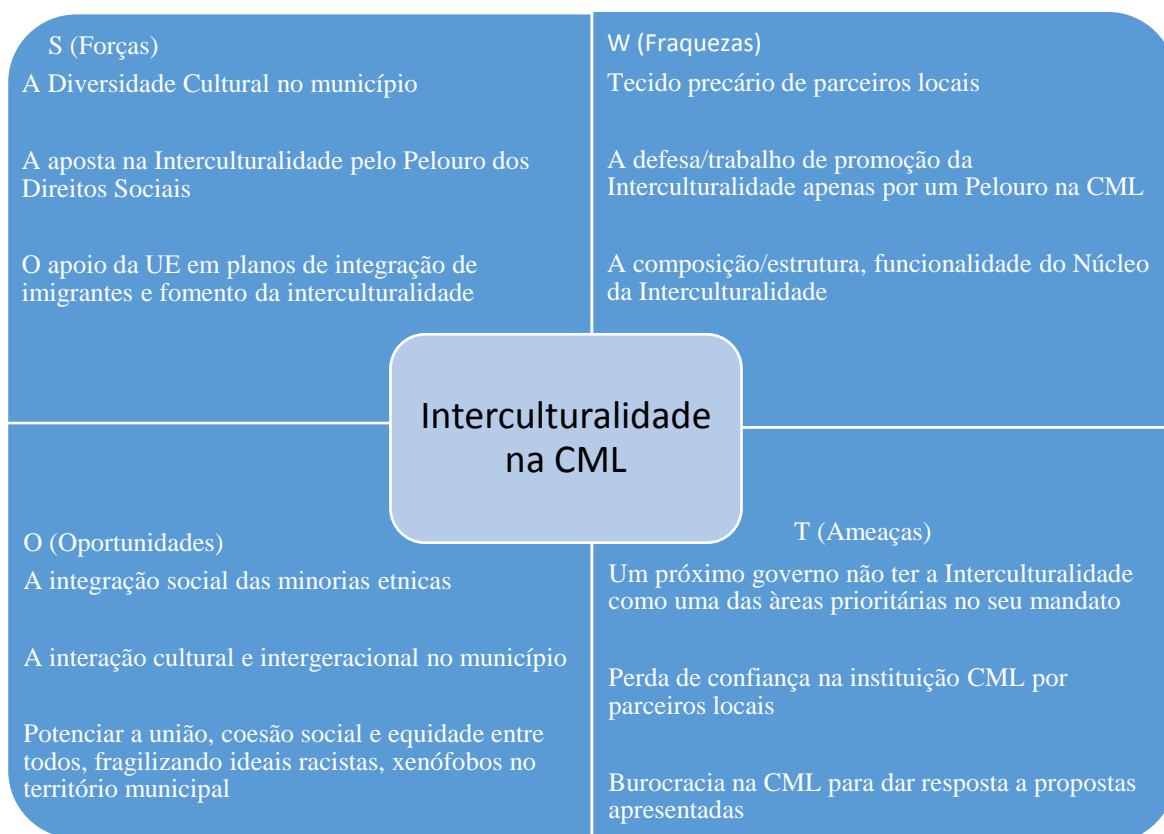 S (Forças)
A Diversidade Cultural no município
A aposta na Interculturalidade pelo Pelouro dos
Direitos Sociais
O apoio da UE em planos de integração de
imigrantes e fomento da interculturalidade
W (Fraquezas)
Tecido precário de parceiros locais
A defesa/trabalho de promoção da
Interculturalidade apenas por um Pelouro na CML
A composição/estrutura, funcionalidade do Núcleo
da Interculturalidade
Interculturalidade
na CML
O (Oportunidades)
A integração social das minorias etnicas
A interação cultural e intergeracional no município
Potenciar a união, coesão social e equidade entre
todos, fragilizando ideais racistas, xenófobos no
território municipal
T (Ameaças)
Um próximo governo não ter a Interculturalidade
como uma das àreas prioritárias no seu mandato
Perda de confiança na instituição CML por
parceiros locais
Burocracia na CML para dar resposta a propostas
apresentadas